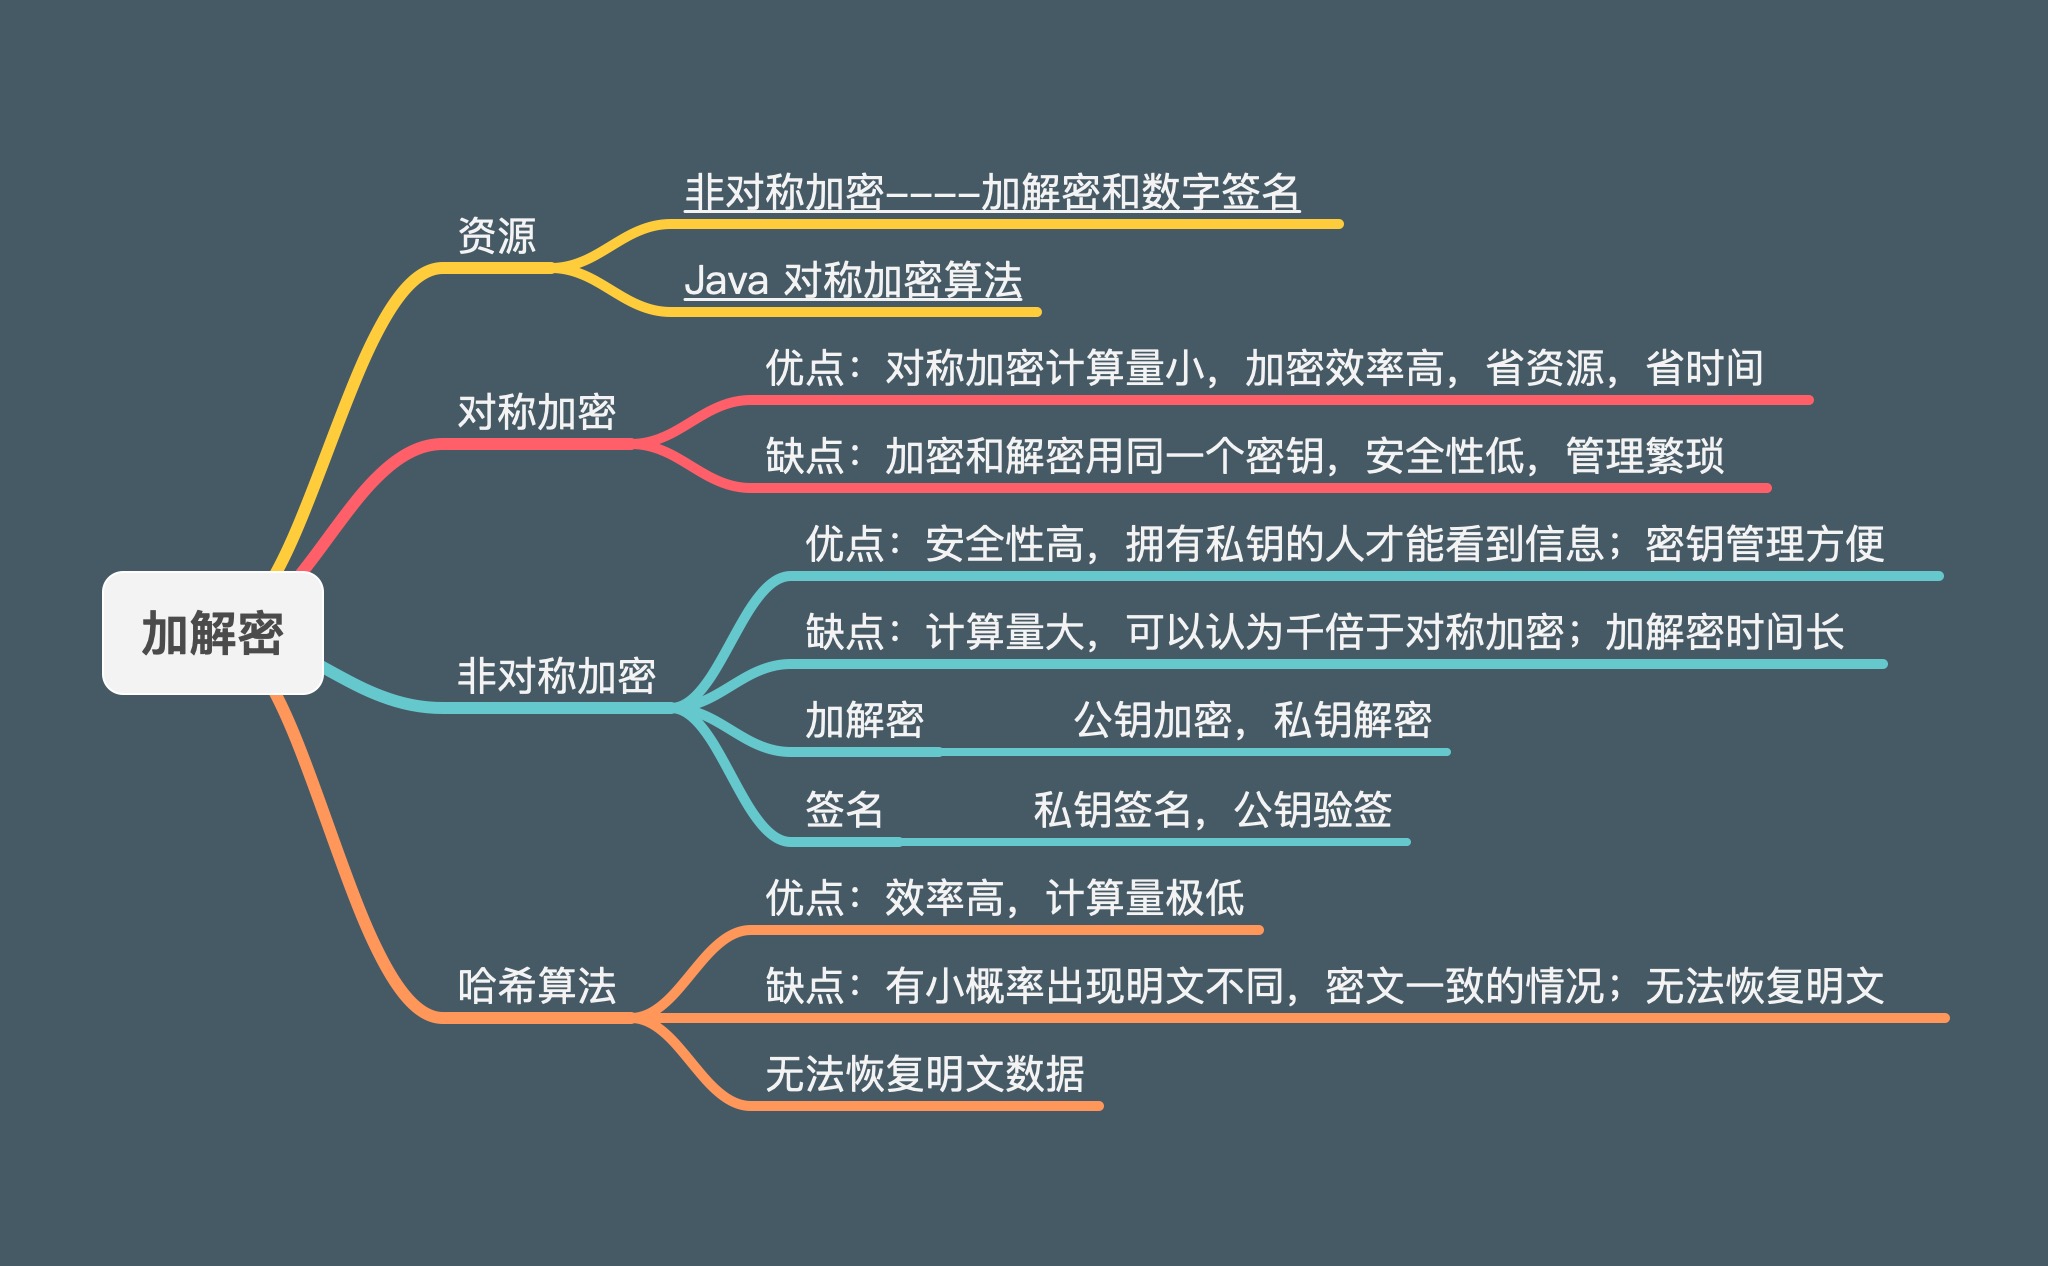 加解密
资源
非对称加密----加解密和数字签名
Java 对称加密算法
对称加密
优点：对称加密计算量小，加密效率高，省资源，省时间
缺点：加密和解密用同一个密钥，安全性低，管理繁琐
非对称加密
优点：安全性高，拥有私钥的人才能看到信息；密钥管理方便
缺点：计算量大，可以认为千倍于对称加密；加解密时间长
加解密
公钥加密，私钥解密
签名
私钥签名，公钥验签
哈希算法
优点：效率高，计算量极低
缺点：有小概率出现明文不同，密文一致的情况；无法恢复明文
无法恢复明文数据